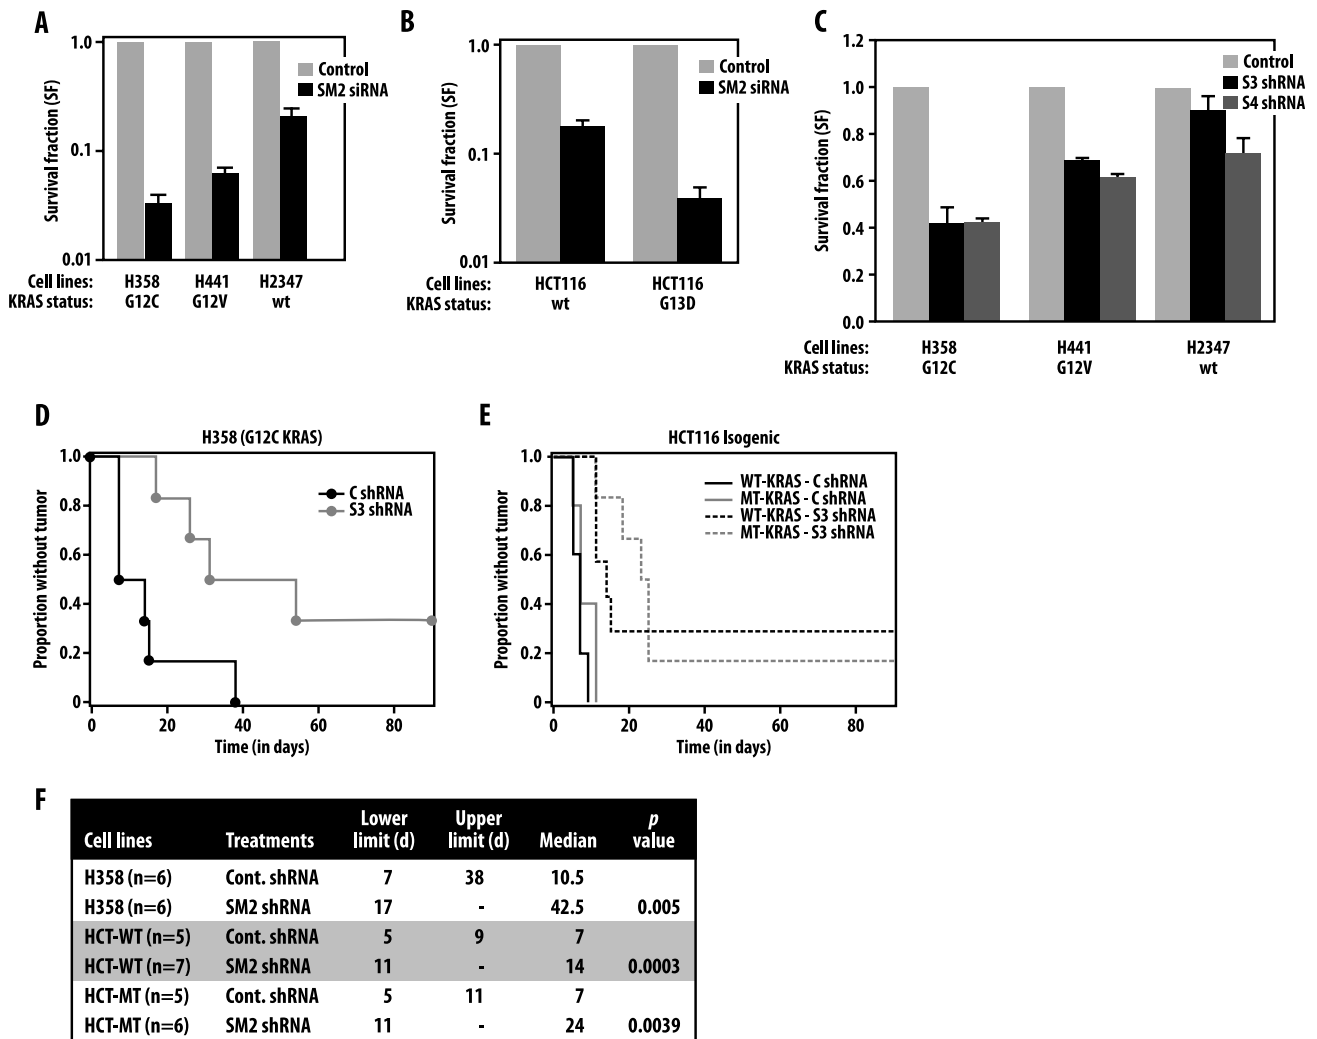 A
1.0
0.1
0.01
Survival fraction (SF)
Control
SM2 siRNA
Cell lines: H358 H441 H2347
KRAS status: G12C G12V wt
B
1.0
0.1
0.01
Survival fraction (SF)
Control
SM2 siRNA
Cell lines: HCT116 HCT116
KRAS status: wt G13D
C
1.2
1.0
0.8
0.6
0.4
0.2
0.0
Survival fraction (SF)
Control
S3 shRNA
S4 shRNA
Cell lines: H358 H441 H2347
KRAS status: G12C G12V wt
D
H358 (G12C KRAS)
1.0
0.8
0.6
0.4
0.2
0
Proportion without tumor
C shRNA
S3 shRNA
0 20 40 60 80
Time (in days)
E
HCT116 Isogenic
1.0
0.8
0.6
0.4
0.2
0
Proportion without tumor
WT-KRAS - C shRNA
MT-KRAS - C shRNA
WT-KRAS - S3 shRNA
MT-KRAS - S3 shRNA
0 20 40 60 80
Time (in days)
F
Cell lines Treatments Lower limit (d) Upper limit (d) Median p value
H358 (n=6) Cont. shRNA 7 38 10.5
H358 (n=6) SM2 shRNA 17 - 42.5 0.005
HCT-WT (n=5) Cont. shRNA 5 9 7
HCT-WT (n=7) SM2 shRNA 11 - 14 0.0003
HCT-MT (n=5) Cont. shRNA 5 11 7
HCT-MT (n=6) SM2 shRNA 11 - 24 0.0039